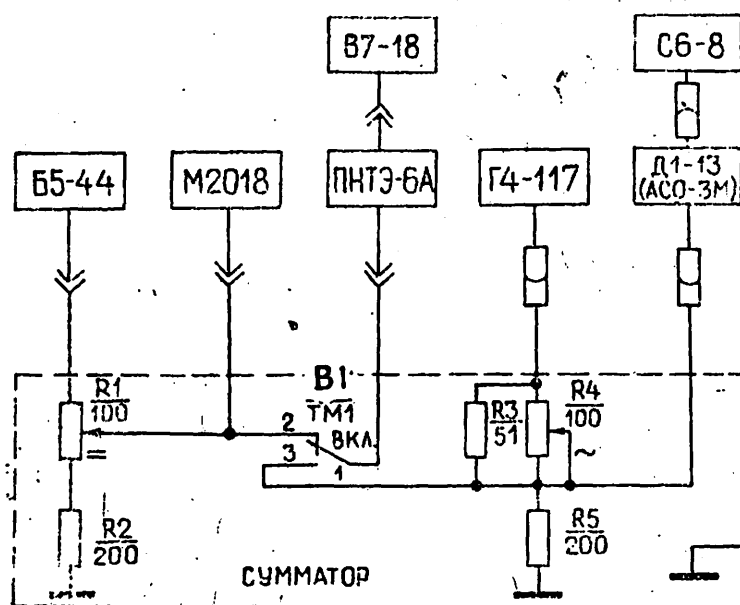 В7-18
С6-8
Б5-44
М2018
ПНТЭ-6А
Г4-117
Д1-13
(АСО-3М)
В1
ТМ1
ВКЛ.
2
3
1
R1
100
=
R2
200
R3
51
R4
100
~
R5
200
СУММАТОР